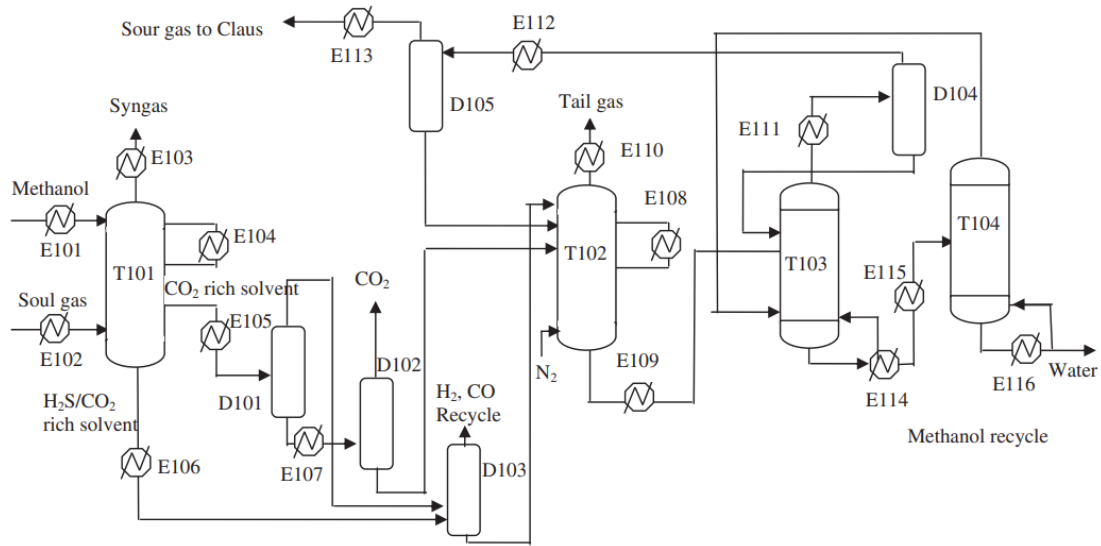 Sour gas to Claus
E113
E112
D105
D104
Tail gas
E111
Syngas
E103
E110
E108
Methanol
E101
E104
T101
T102
T103
T104
CO₂ rich solvent
CO₂
E115
Soul gas
E102
E105
D101
D102
N₂
E109
E114
E116
Water
H₂S/CO₂
rich solvent
H₂, CO
Recycle
E106
E107
D103
Methanol recycle